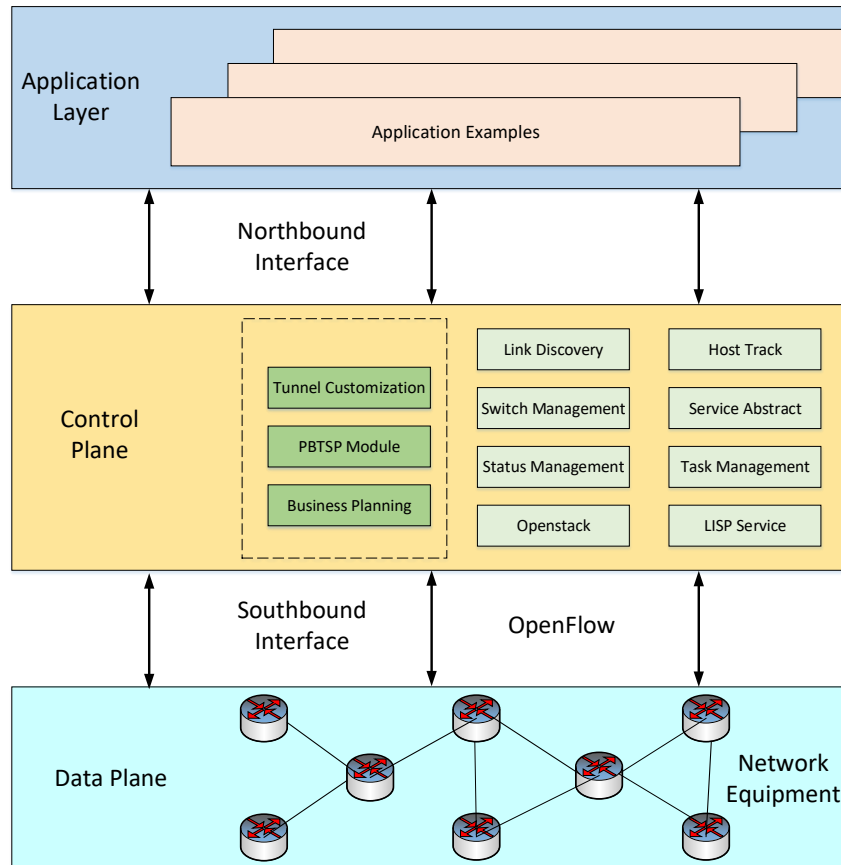 Application
Layer
Application Examples
Northbound
Interface
Control
Plane
Tunnel Customization
PBTSP Module
Business Planning
Link Discovery
Host Track
Switch Management
Service Abstract
Status Management
Task Management
Openstack
LISP Service
Southbound
Interface
OpenFlow
Data Plane
Network
Equipment